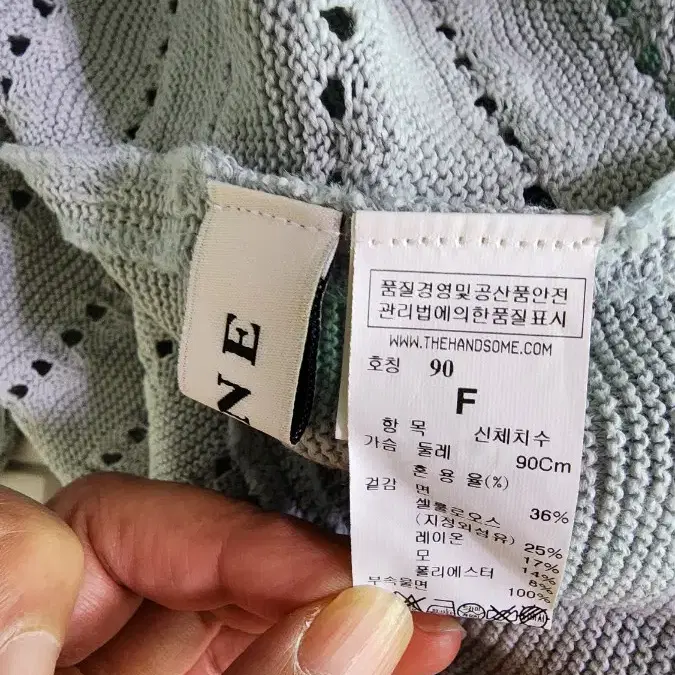 NE
품질경영및공산품안전
관리법에의한품질표시
WWW.THEHANDSOME.COM
호칭 90
F
항 목 신체치수
가슴 둘레 90Cm
혼 용 율(%)
겉감 면 36%
셀룰로오스
(지정외섬유) 25%
레이온 17%
모 14%
폴리에스터 8%
부속물면 100%